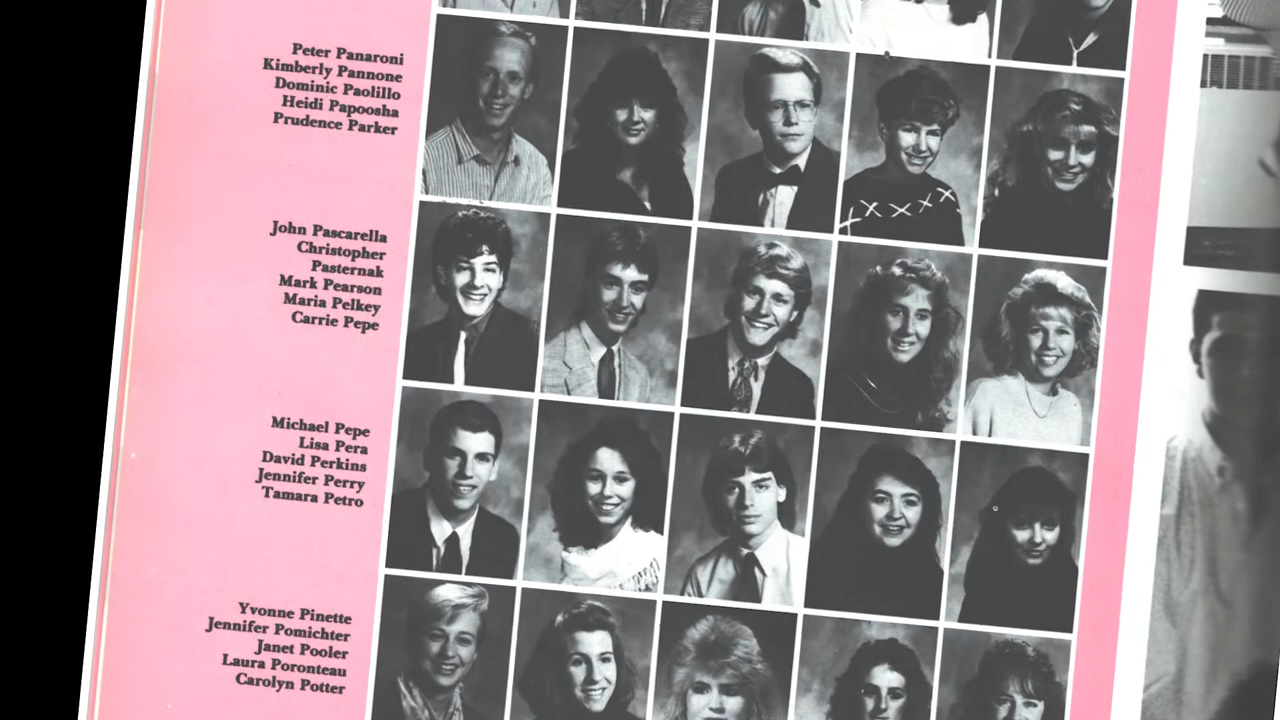 Peter Panaroni
Kimberly Pannone
Dominic Paolillo
Heidi Papoosha
Prudence Parker
John Pascarella
Christopher
Pasternak
Mark Pearson
Maria Pelkey
Carrie Pepe
Michael Pepe
Lisa Pera
David Perkins
Jennifer Perry
Tamara Petro
Yvonne Pinette
Jennifer Pomichter
Janet Pooler
Laura Poronteau
Carolyn Potter